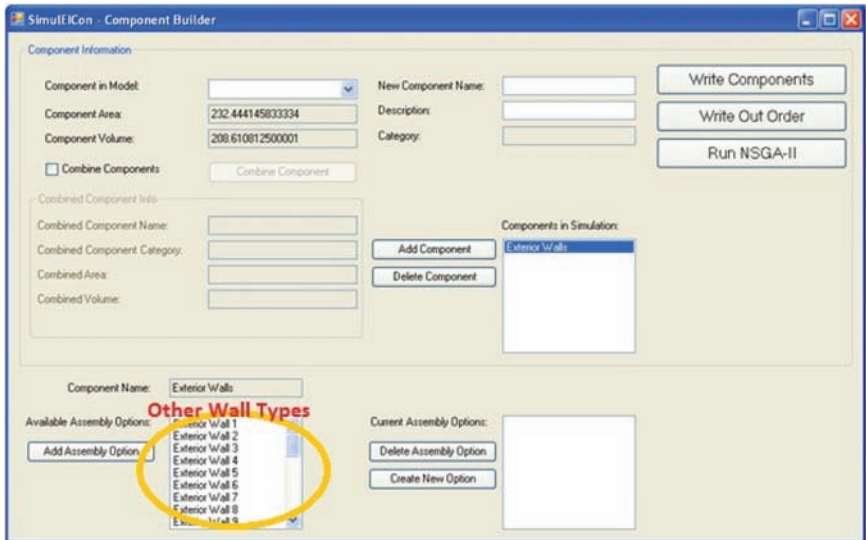 SimulEICon - Component Builder
Component Information
Component in Model:
Component Area: 232.444145833334
Component Volume: 208.610812500001
Combine Components
Combine Component
New Component Name:
Description:
Category:
Write Components
Write Out Order
Run NSGA-II
Combined Component Info
Combined Component Name:
Combined Component Category:
Combined Area:
Combined Volume:
Add Component
Delete Component
Components in Simulation:
Exterior Walls
Component Name: Exterior Walls
Other Wall Types
Available Assembly Options:
Add Assembly Option
Exterior Wall 1
Exterior Wall 2
Exterior Wall 3
Exterior Wall 4
Exterior Wall 5
Exterior Wall 6
Exterior Wall 7
Exterior Wall 8
Exterior Wall 9
Current Assembly Options:
Delete Assembly Option
Create New Option